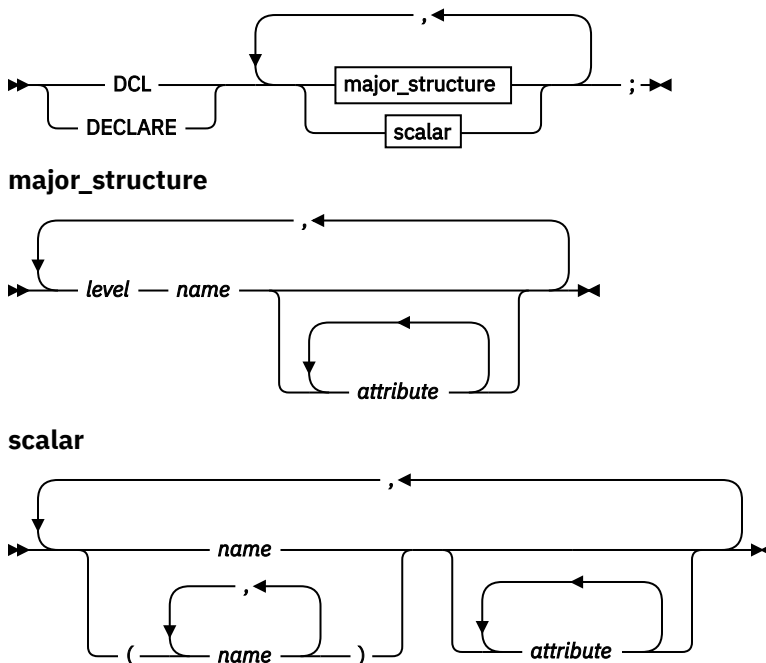 ,
DCL major_structure ;
DECLARE scalar
major_structure
,
level name
attribute
scalar
,
name
,
( name ) attribute